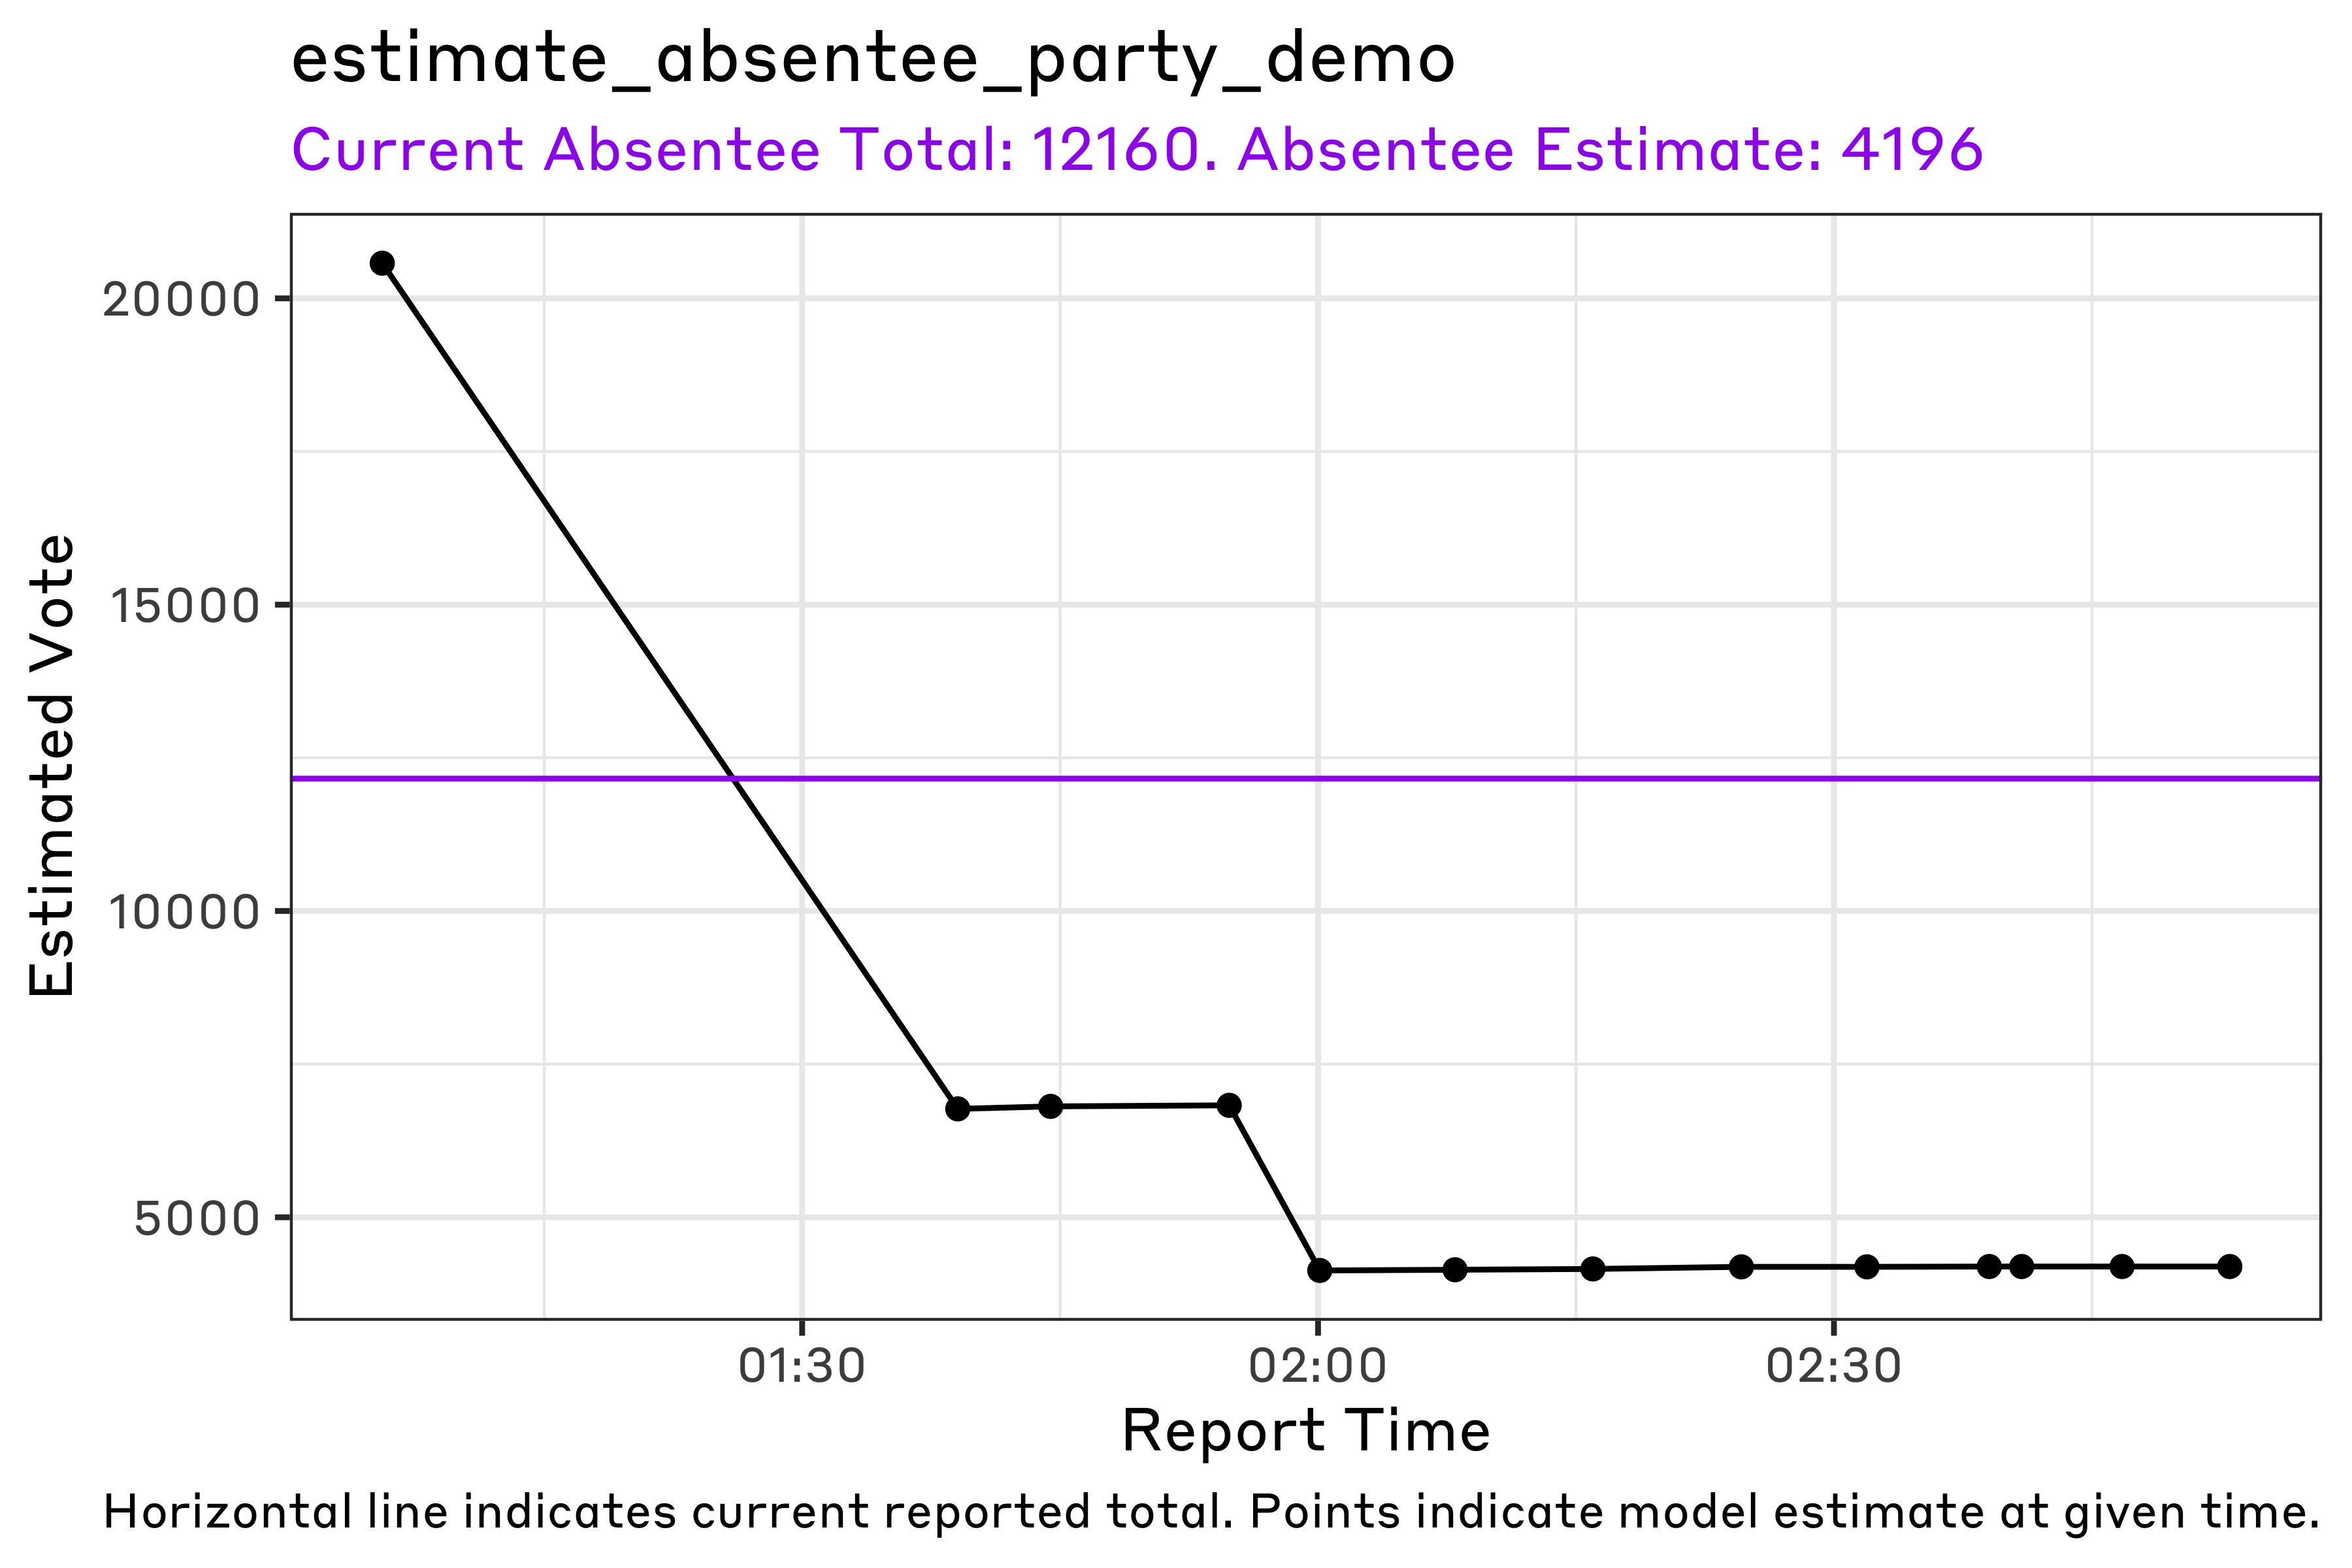 estimate_absentee_party_demo
Current Absentee Total: 12160. Absentee Estimate: 4196
Estimated Vote
20000
15000
10000
5000
01:30 02:00 02:30
Report Time
Horizontal line indicates current reported total. Points indicate model estimate at given time.